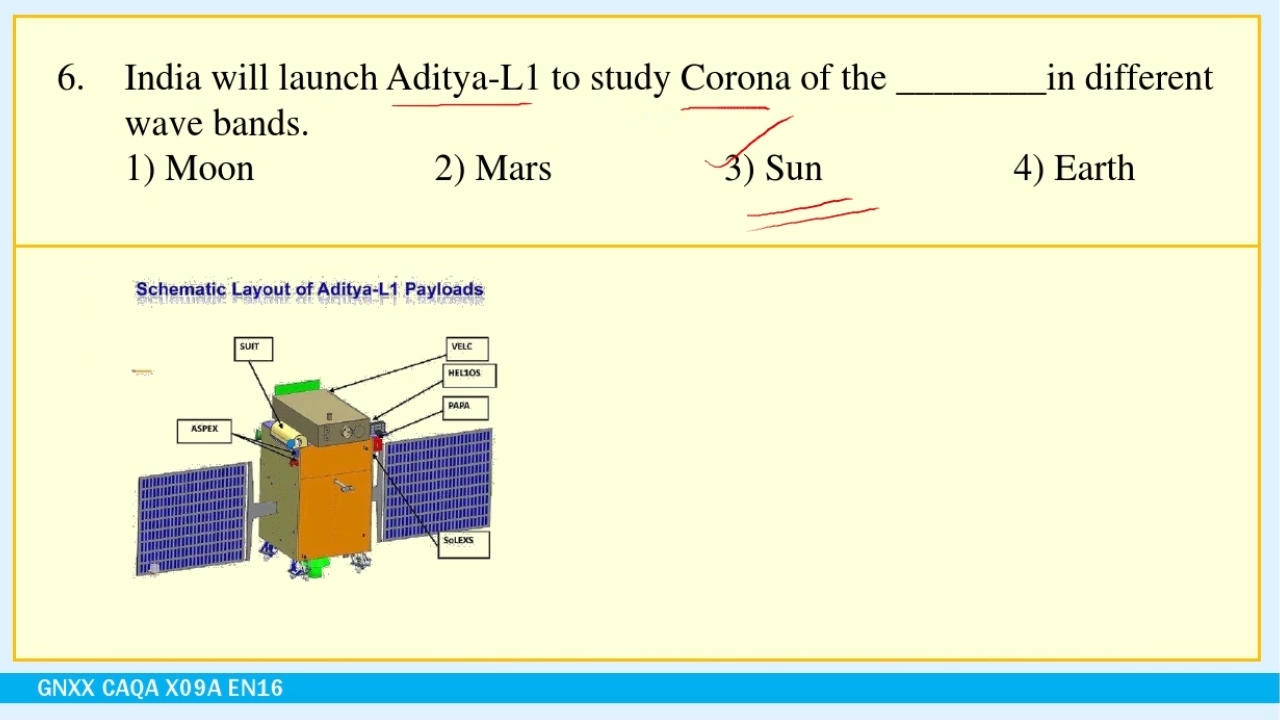 6. India will launch Aditya-L1 to study Corona of the ________in different
wave bands.
1) Moon 2) Mars 3) Sun 4) Earth
Schematic Layout of Aditya-L1 Payloads
SUIT
VELC
HEL1OS
PAPA
ASPEX
SoLEXS
GNXX CAQA X09A EN16